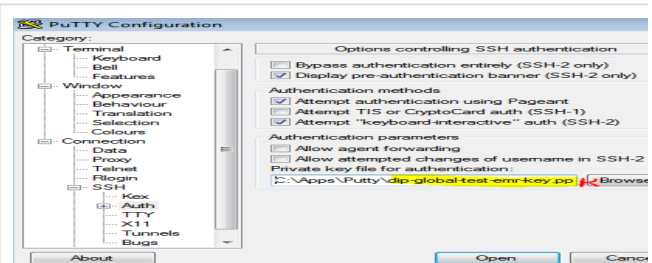 PuTTY Configuration
Category:
Terminal
Keyboard
Bell
Features
Window
Appearance
Behaviour
Translation
Selection
Colours
Connection
Data
Proxy
Telnet
Rlogin
SSH
Kex
Auth
TTY
X11
Tunnels
Bugs
Options controlling SSH authentication
Bypass authentication entirely (SSH-2 only)
Display pre-authentication banner (SSH-2 only)
Authentication methods
Attempt authentication using Pageant
Attempt TIS or CryptoCard auth (SSH-1)
Attempt "keyboard-interactive" auth (SSH-2)
Authentication parameters
Allow agent forwarding
Allow attempted changes of username in SSH-2
Private key file for authentication:
C:\Apps\Putty\dip-global-test-emr-key.pp Browse
About Open Cance